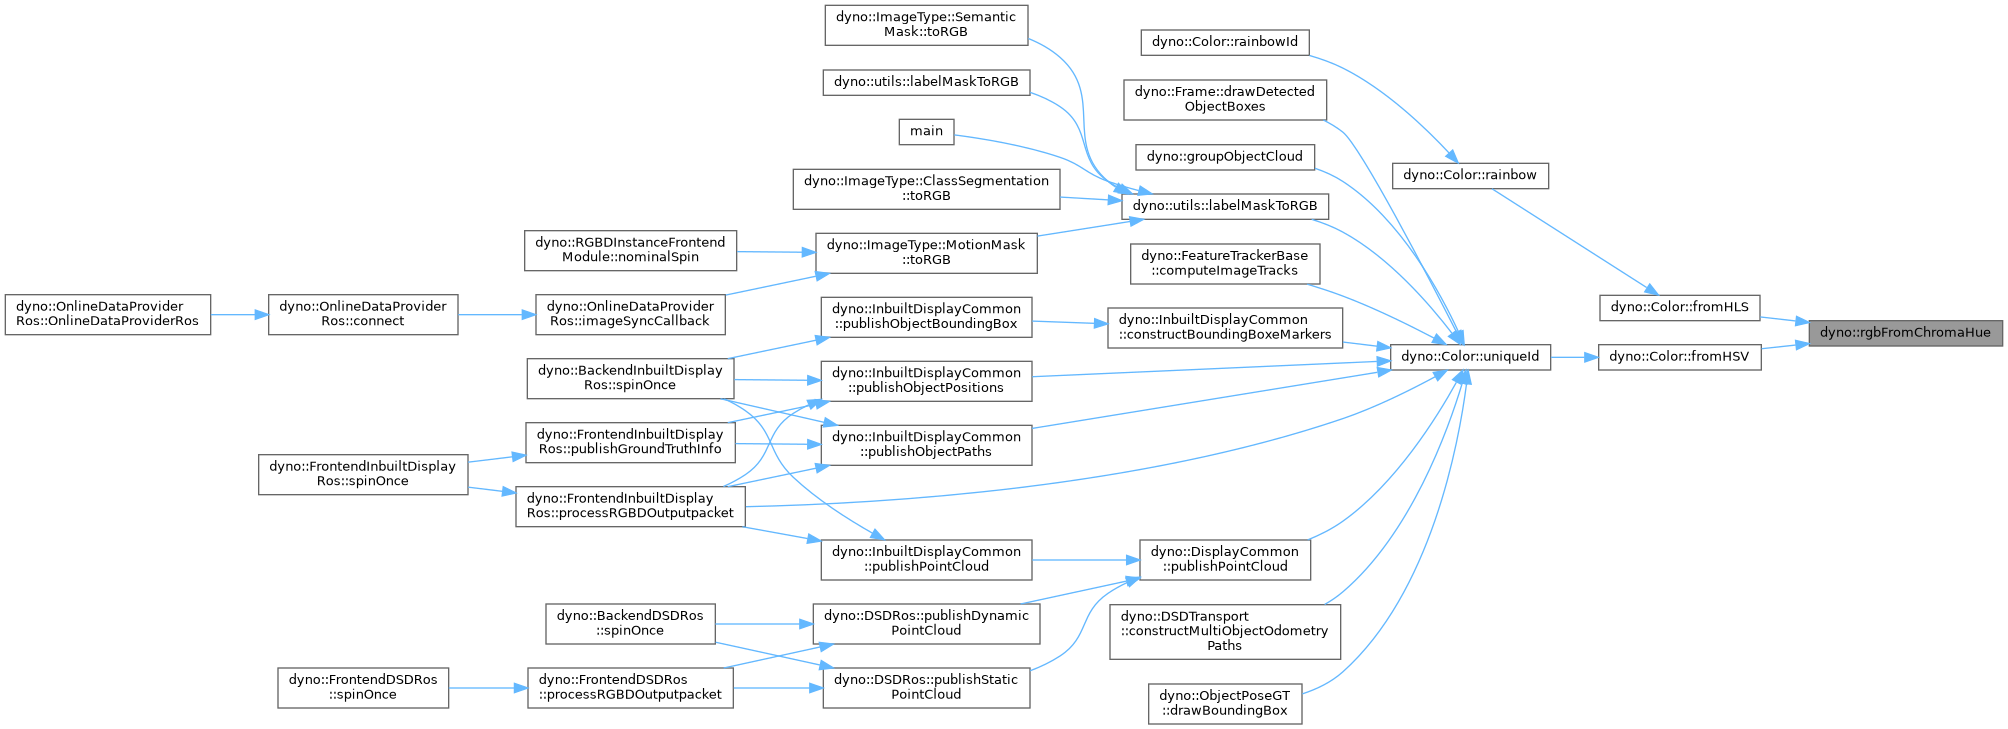 dyno::ImageType::Semantic
Mask::toRGB
dyno::utils::labelMaskToRGB
main
dyno::ImageType::ClassSegmentation
::toRGB
dyno::RGBDInstanceFrontend
Module::nominalSpin
dyno::ImageType::MotionMask
::toRGB
dyno::OnlineDataProvider
Ros::OnlineDataProviderRos
dyno::OnlineDataProvider
Ros::connect
dyno::OnlineDataProvider
Ros::imageSyncCallback
dyno::InbuiltDisplayCommon
::publishObjectBoundingBox
dyno::BackendInbuiltDisplay
Ros::spinOnce
dyno::InbuiltDisplayCommon
::publishObjectPositions
dyno::FrontendInbuiltDisplay
Ros::publishGroundTruthInfo
dyno::InbuiltDisplayCommon
::publishObjectPaths
dyno::FrontendInbuiltDisplay
Ros::spinOnce
dyno::FrontendInbuiltDisplay
Ros::processRGBDOutputpacket
dyno::InbuiltDisplayCommon
::publishPointCloud
dyno::BackendDSDRos
::spinOnce
dyno::DSDRos::publishDynamic
PointCloud
dyno::FrontendDSDRos
::spinOnce
dyno::FrontendDSDRos
::processRGBDOutputpacket
dyno::DSDRos::publishStatic
PointCloud
dyno::Color::rainbowId
dyno::Frame::drawDetected
ObjectBoxes
dyno::groupObjectCloud
dyno::utils::labelMaskToRGB
dyno::FeatureTrackerBase
::computeImageTracks
dyno::InbuiltDisplayCommon
::constructBoundingBoxeMarkers
dyno::DisplayCommon
::publishPointCloud
dyno::DSDTransport
::constructMultiObjectOdometry
Paths
dyno::ObjectPoseGT
::drawBoundingBox
dyno::Color::rainbow
dyno::Color::uniqueId
dyno::Color::fromHLS
dyno::Color::fromHSV
dyno::rgbFromChromaHue